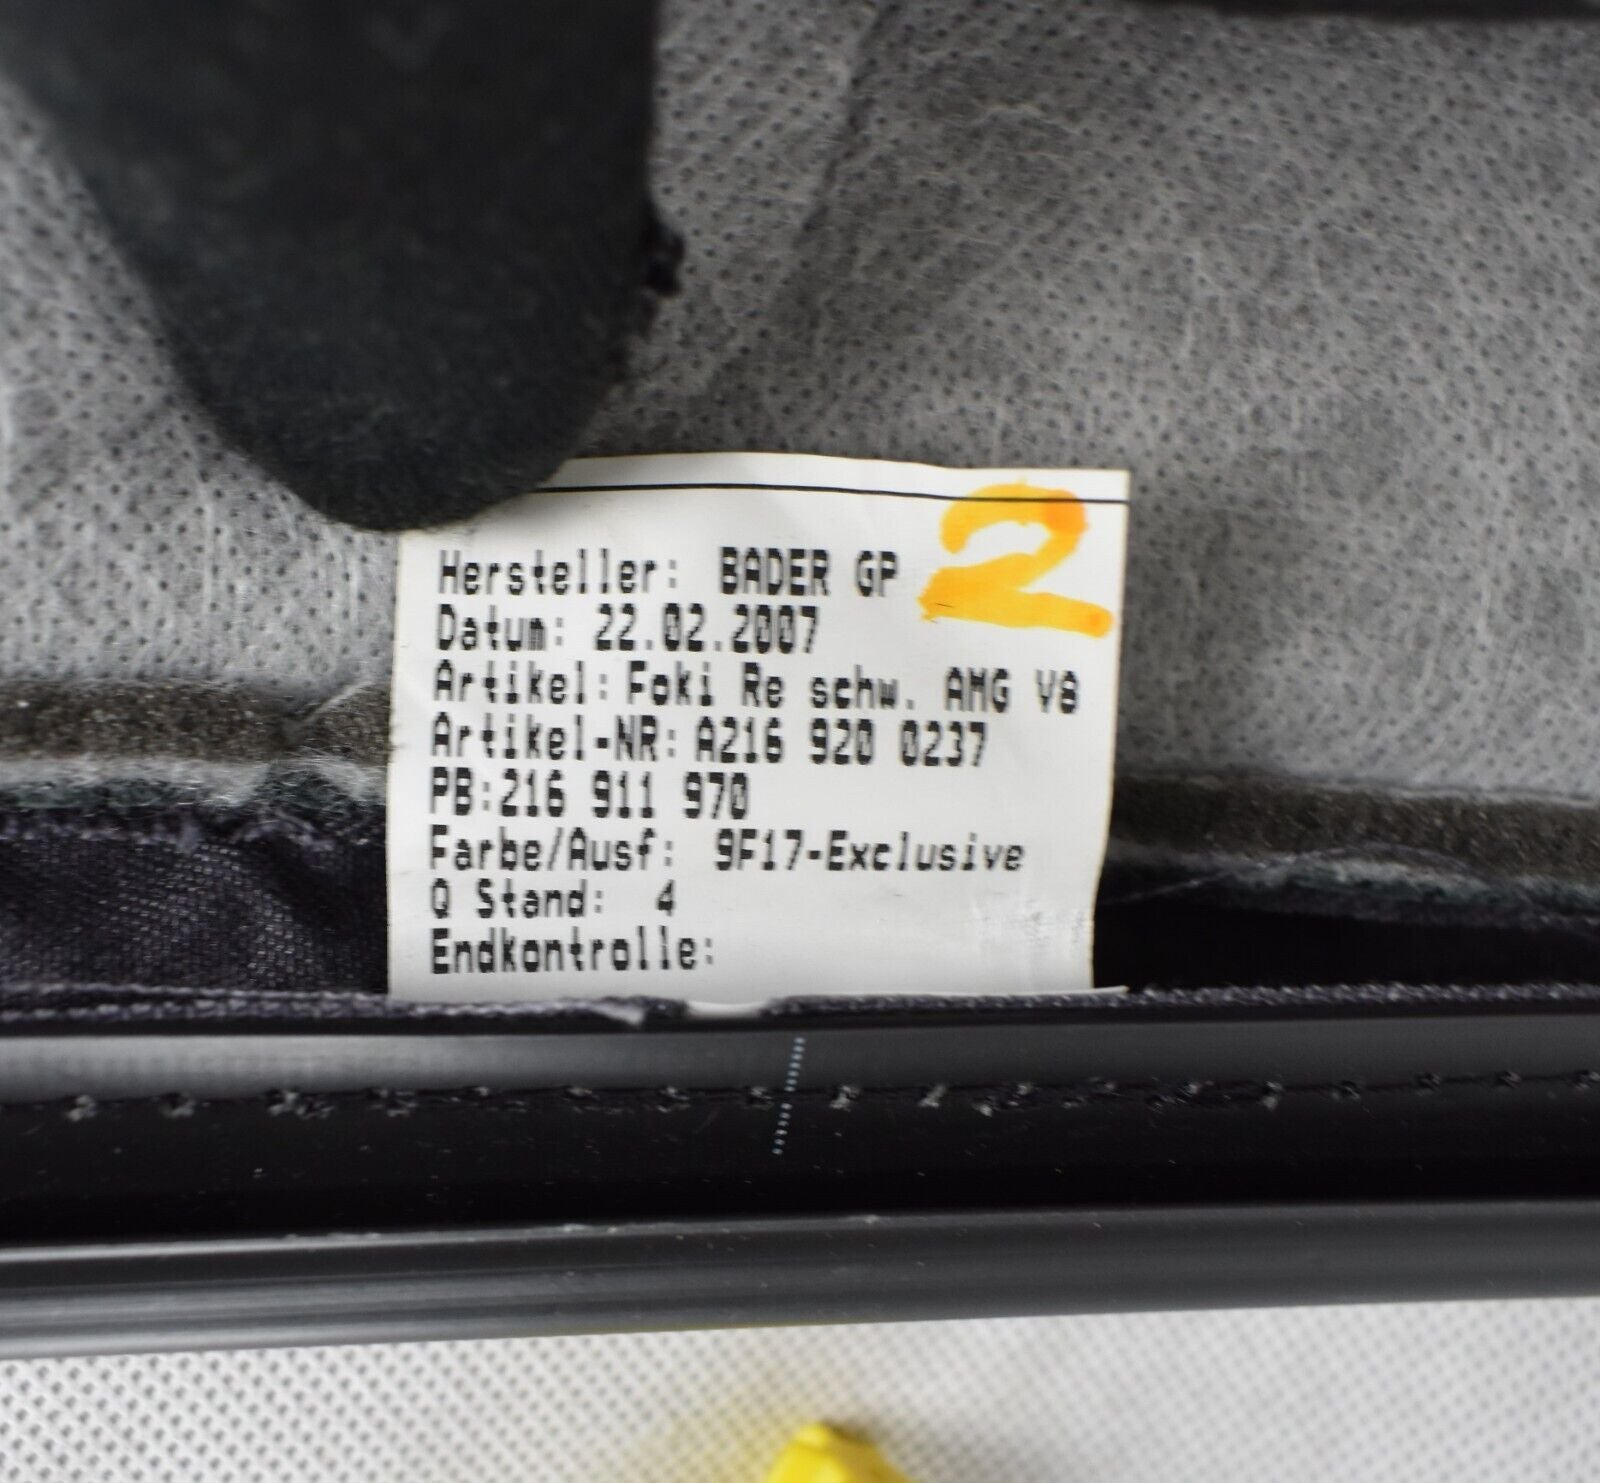 2
Hersteller: BADER GP
Datum: 22.02.2007
Artikel: Foki Re schw. AMG V8
Artikel-NR: A216 920 0237
PB:216 911 970
Farbe/Ausf: 9F17-Exclusive
Q Stand: 4
Endkontrolle: